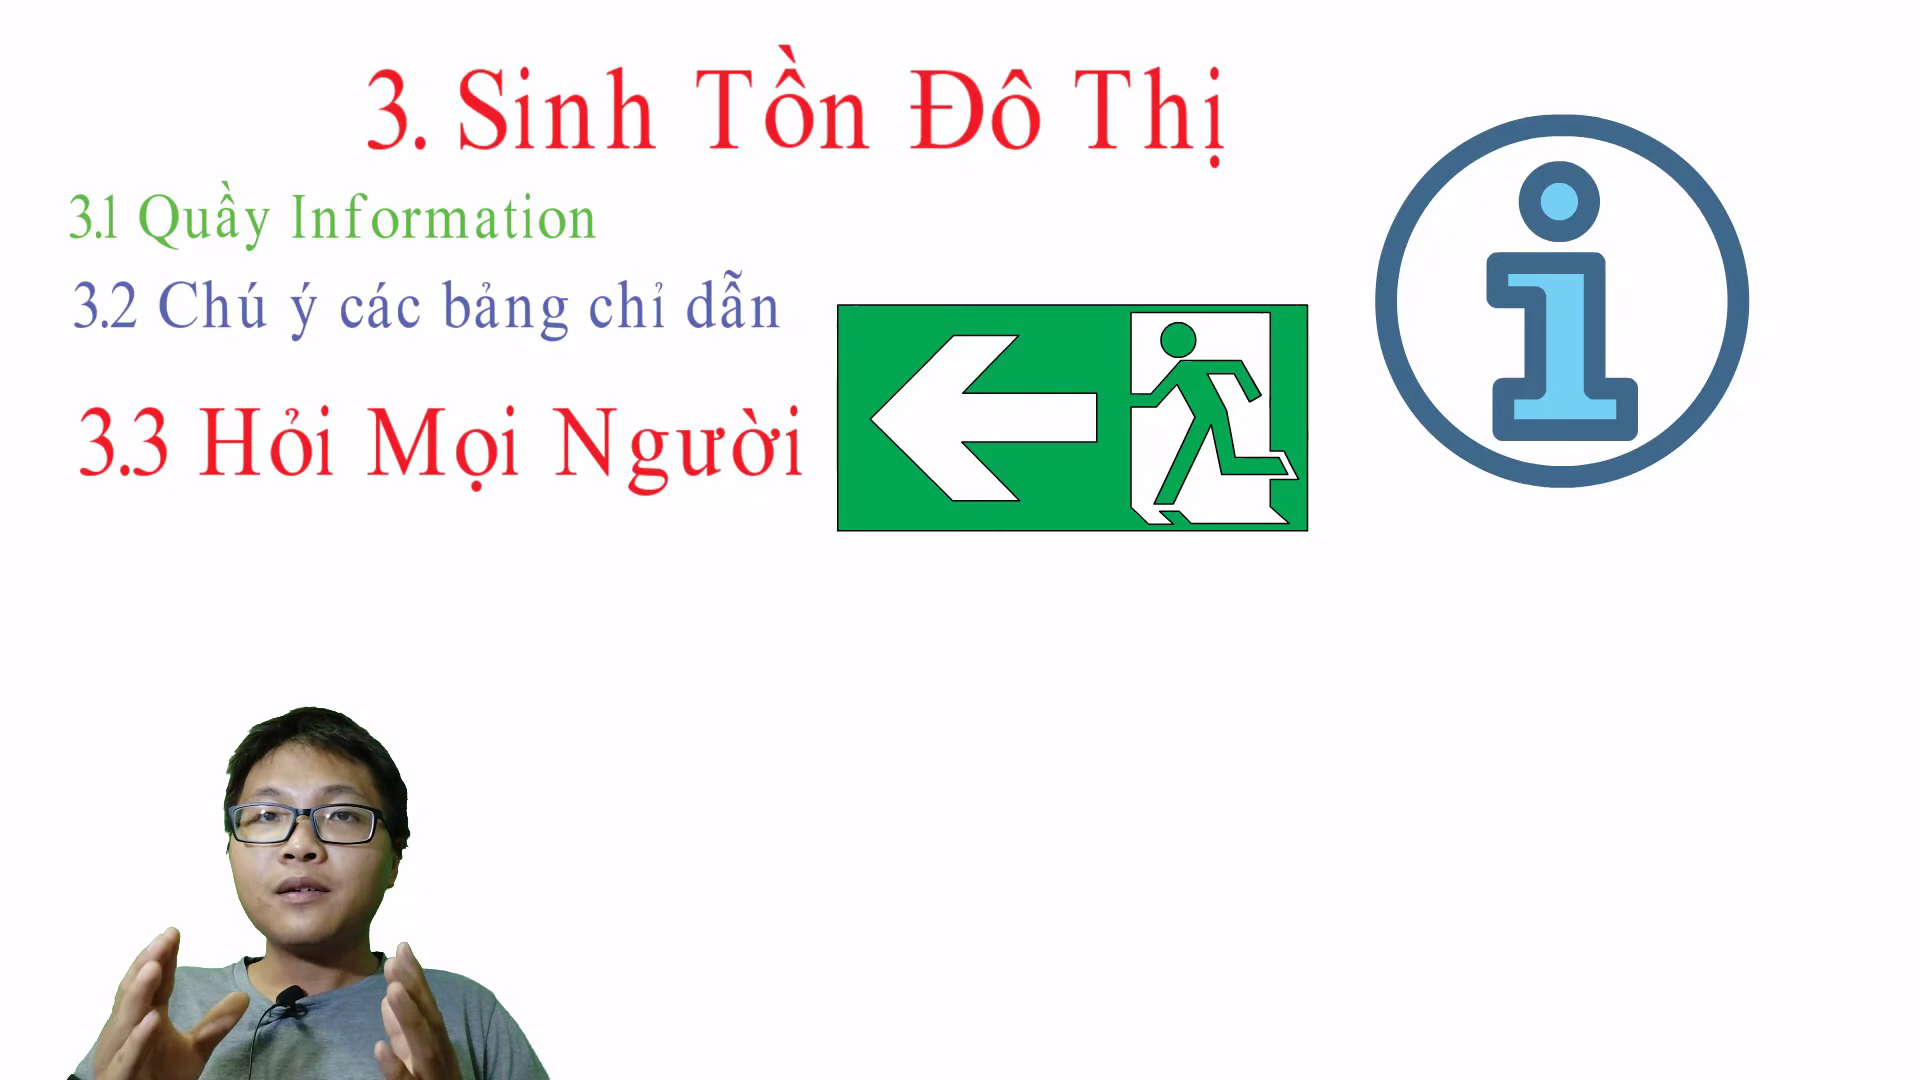 3. Sinh Tồn Đô Thị
3.1 Quầy Information
3.2 Chú ý các bảng chỉ dẫn
3.3 Hỏi Mọi Người